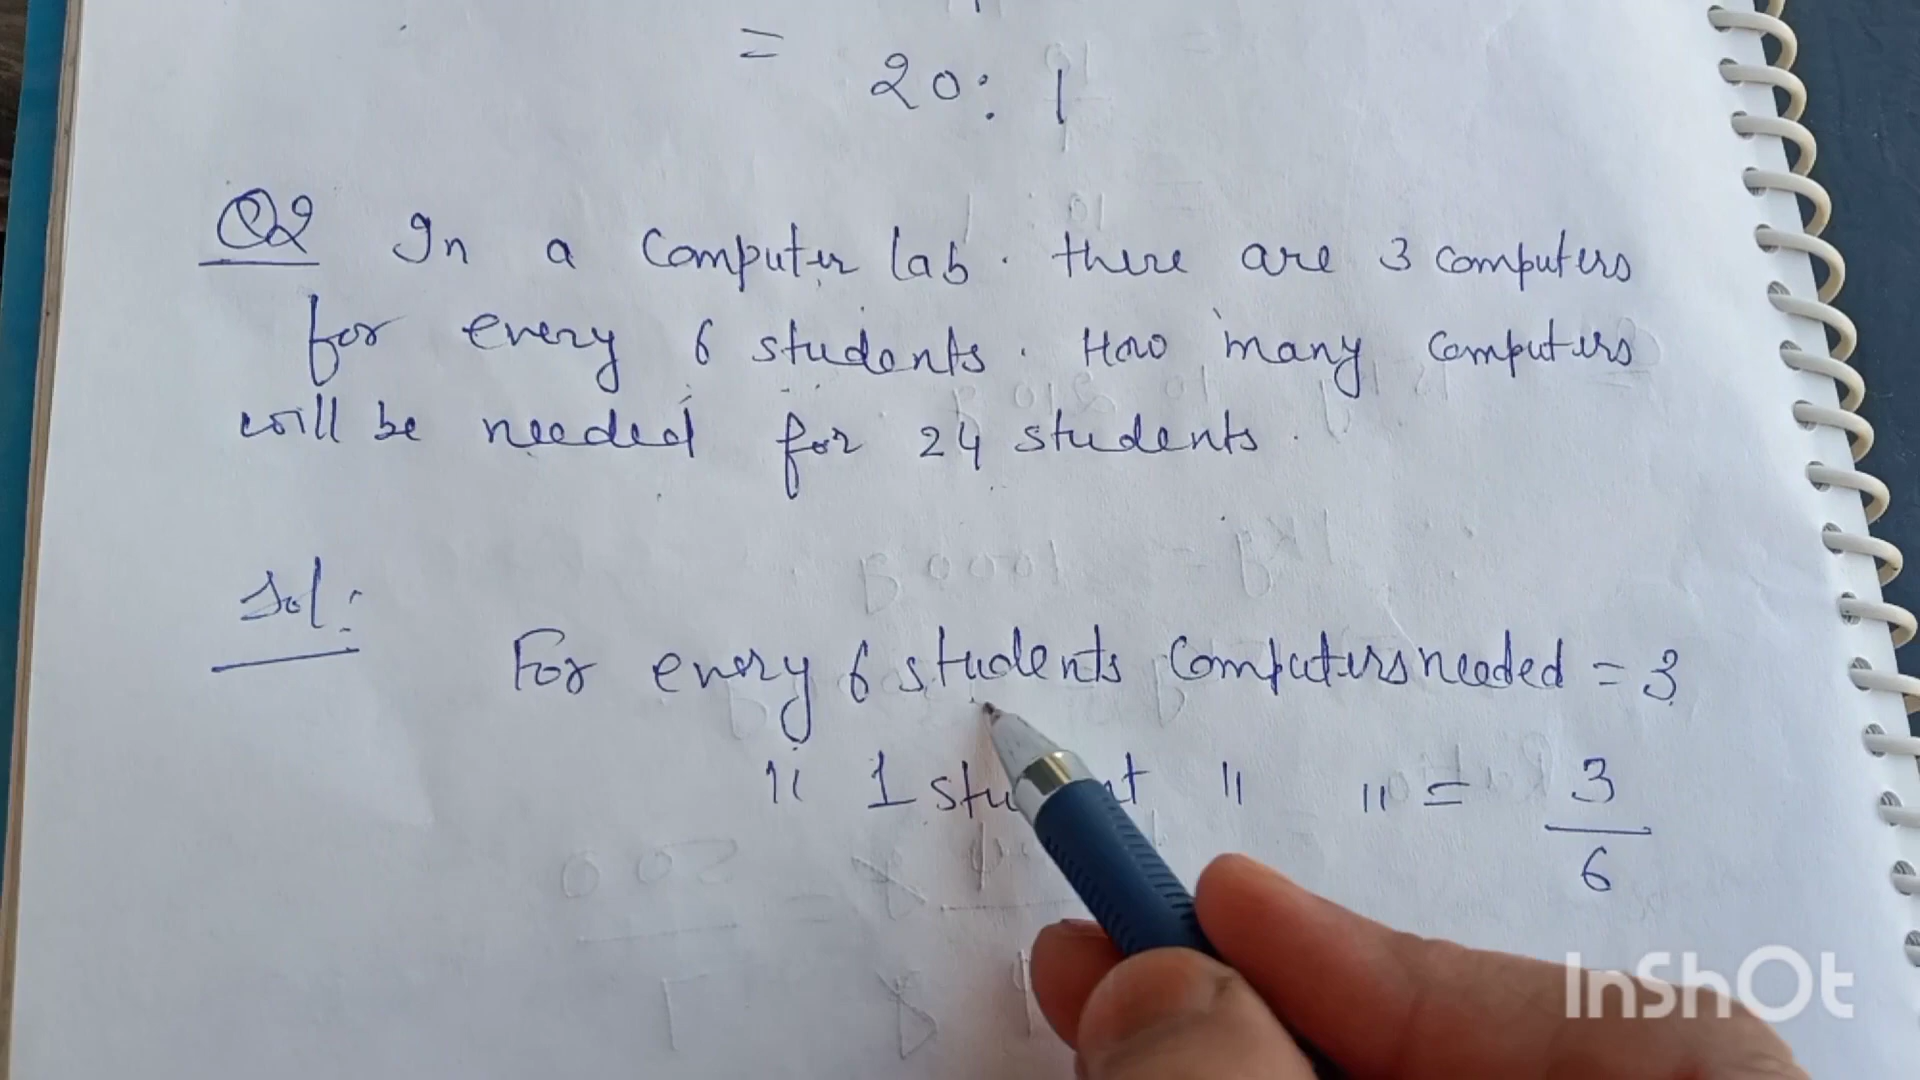 = 20 : 1
Q2 In a computer lab. there are 3 computers
for every 6 students. How many computers
will be needed for 24 students.
Sol:
For every 6 students computers needed = 3
" 1 student " " = 3/6
InShOt